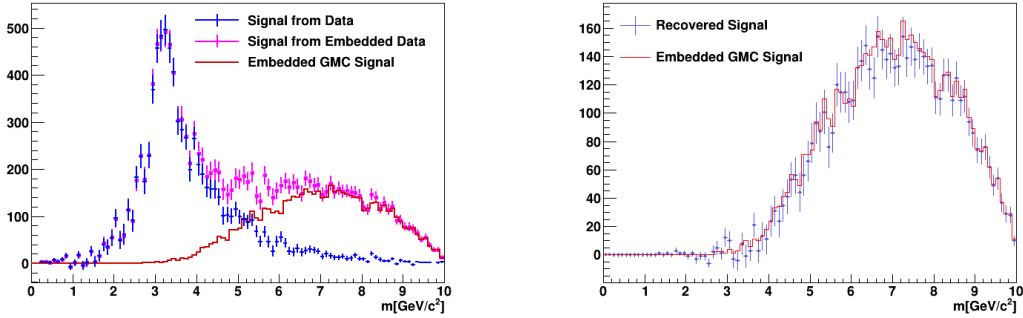 500
400
300
200
100
0
Signal from Data
Signal from Embedded Data
Embedded GMC Signal
0 1 2 3 4 5 6 7 8 9 10
m[GeV/c²]
160
140
120
100
80
60
40
20
0
Recovered Signal
Embedded GMC Signal
0 1 2 3 4 5 6 7 8 9 10
m[GeV/c²]